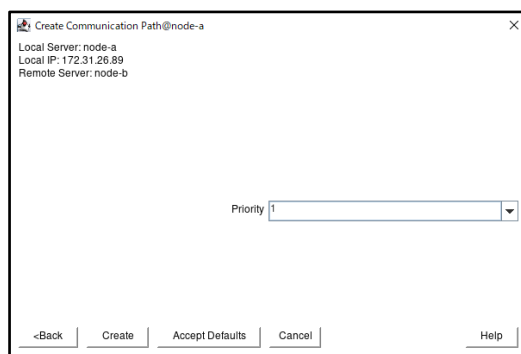 Create Communication Path@node-a
Local Server: node-a
Local IP: 172.31.26.89
Remote Server: node-b
Priority 1
<Back Create Accept Defaults Cancel Help